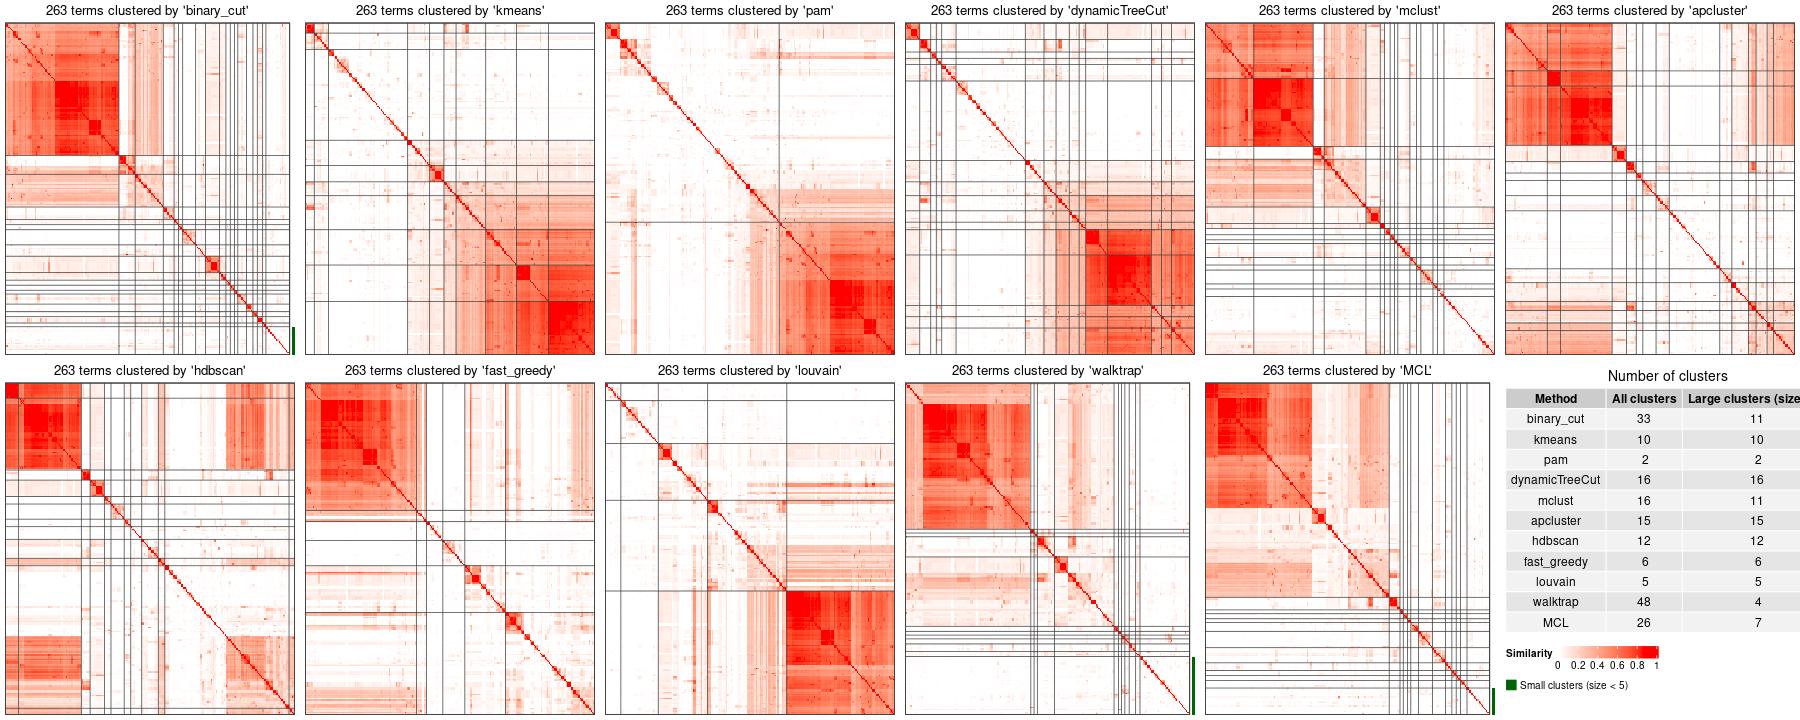 263 terms clustered by 'binary_cut'
263 terms clustered by 'kmeans'
263 terms clustered by 'pam'
263 terms clustered by 'dynamicTreeCut'
263 terms clustered by 'mclust'
263 terms clustered by 'apcluster'
263 terms clustered by 'hdbscan'
263 terms clustered by 'fast_greedy'
263 terms clustered by 'louvain'
263 terms clustered by 'walktrap'
263 terms clustered by 'MCL'
Number of clusters
Method All clusters Large clusters (size
binary_cut 33 11
kmeans 10 10
pam 2 2
dynamicTreeCut 16 16
mclust 16 11
apcluster 15 15
hdbscan 12 12
fast_greedy 6 6
louvain 5 5
walktrap 48 4
MCL 26 7
Similarity
0 0.2 0.4 0.6 0.8 1
Small clusters (size < 5)